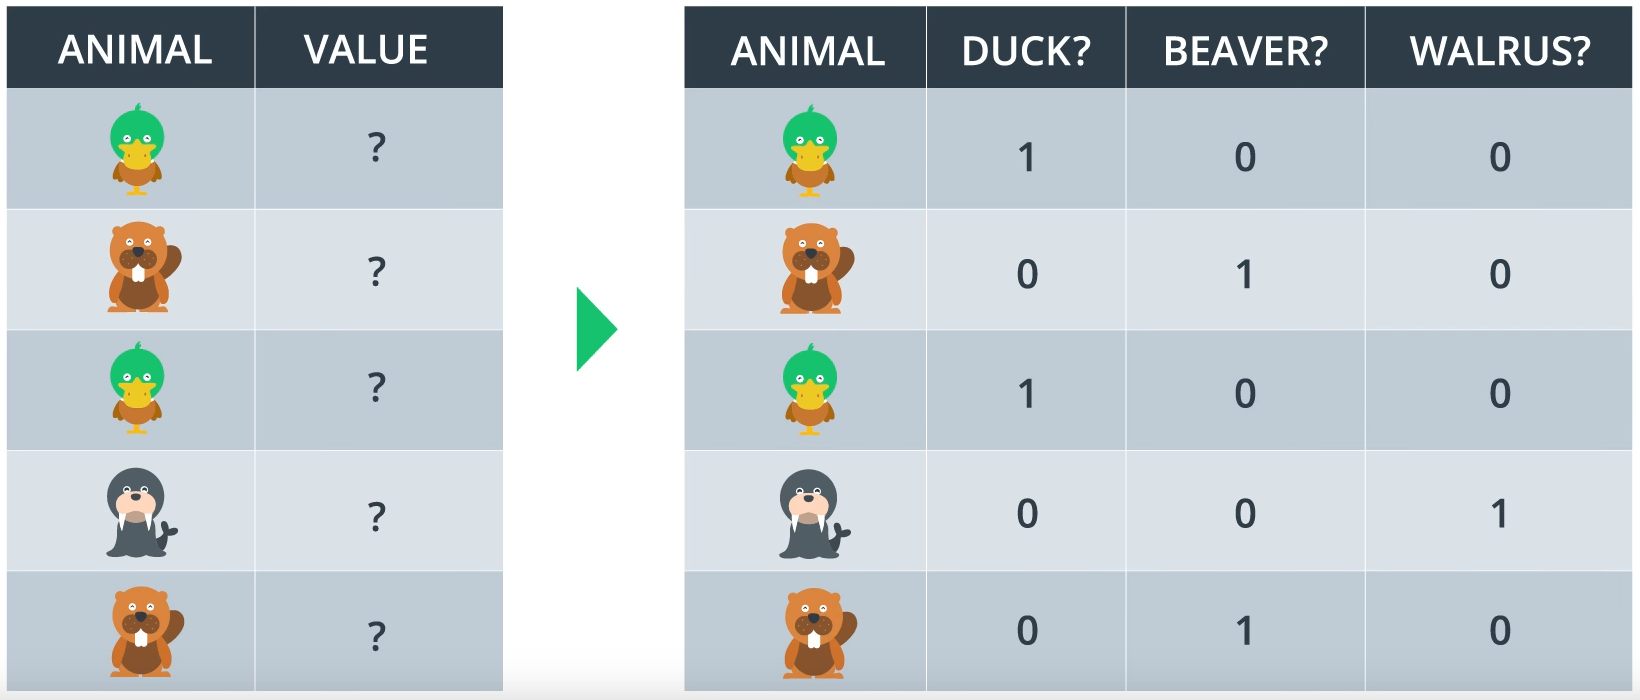 ANIMAL VALUE
?
?
?
?
?
ANIMAL DUCK? BEAVER? WALRUS?
1 0 0
0 1 0
1 0 0
0 0 1
0 1 0